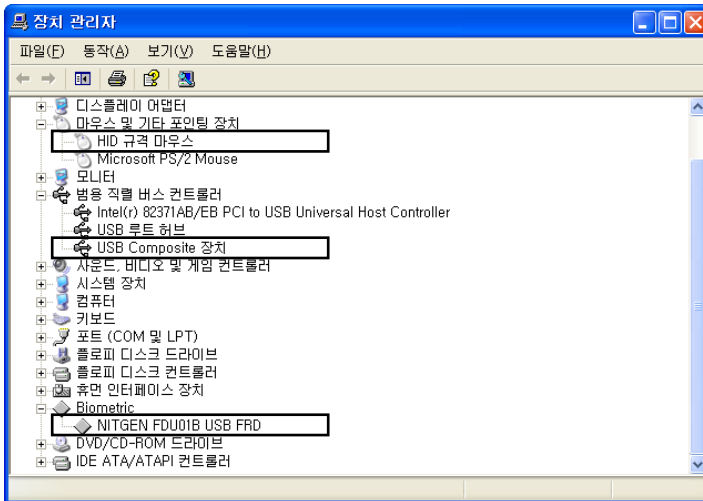 장치 관리자
파일(F) 동작(A) 보기(V) 도움말(H)
디스플레이 어댑터
마우스 및 기타 포인팅 장치
HID 규격 마우스
Microsoft PS/2 Mouse
모니터
범용 직렬 버스 컨트롤러
Intel(r) 82371AB/EB PCI to USB Universal Host Controller
USB 루트 허브
USB Composite 장치
사운드, 비디오 및 게임 컨트롤러
시스템 장치
컴퓨터
키보드
포트 (COM 및 LPT)
플로피 디스크 드라이브
플로피 디스크 컨트롤러
휴먼 인터페이스 장치
Biometric
NITGEN FDU01B USB FRD
DVD/CD-ROM 드라이브
IDE ATA/ATAPI 컨트롤러